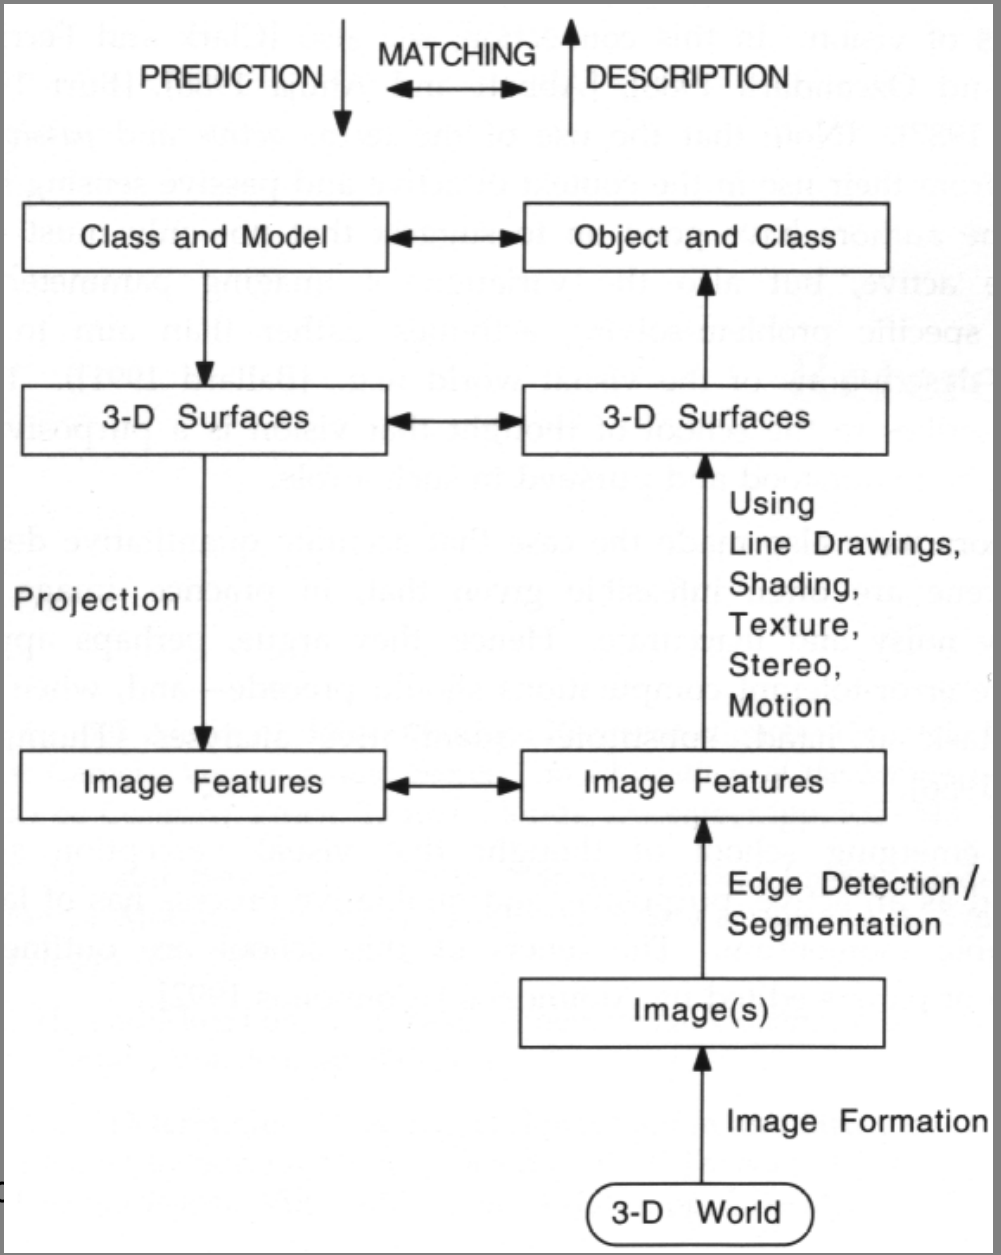 PREDICTION
MATCHING
DESCRIPTION
Class and Model
Object and Class
3-D Surfaces
3-D Surfaces
Using
Line Drawings,
Shading,
Texture,
Stereo,
Motion
Projection
Image Features
Image Features
Edge Detection/
Segmentation
Image(s)
Image Formation
3-D World